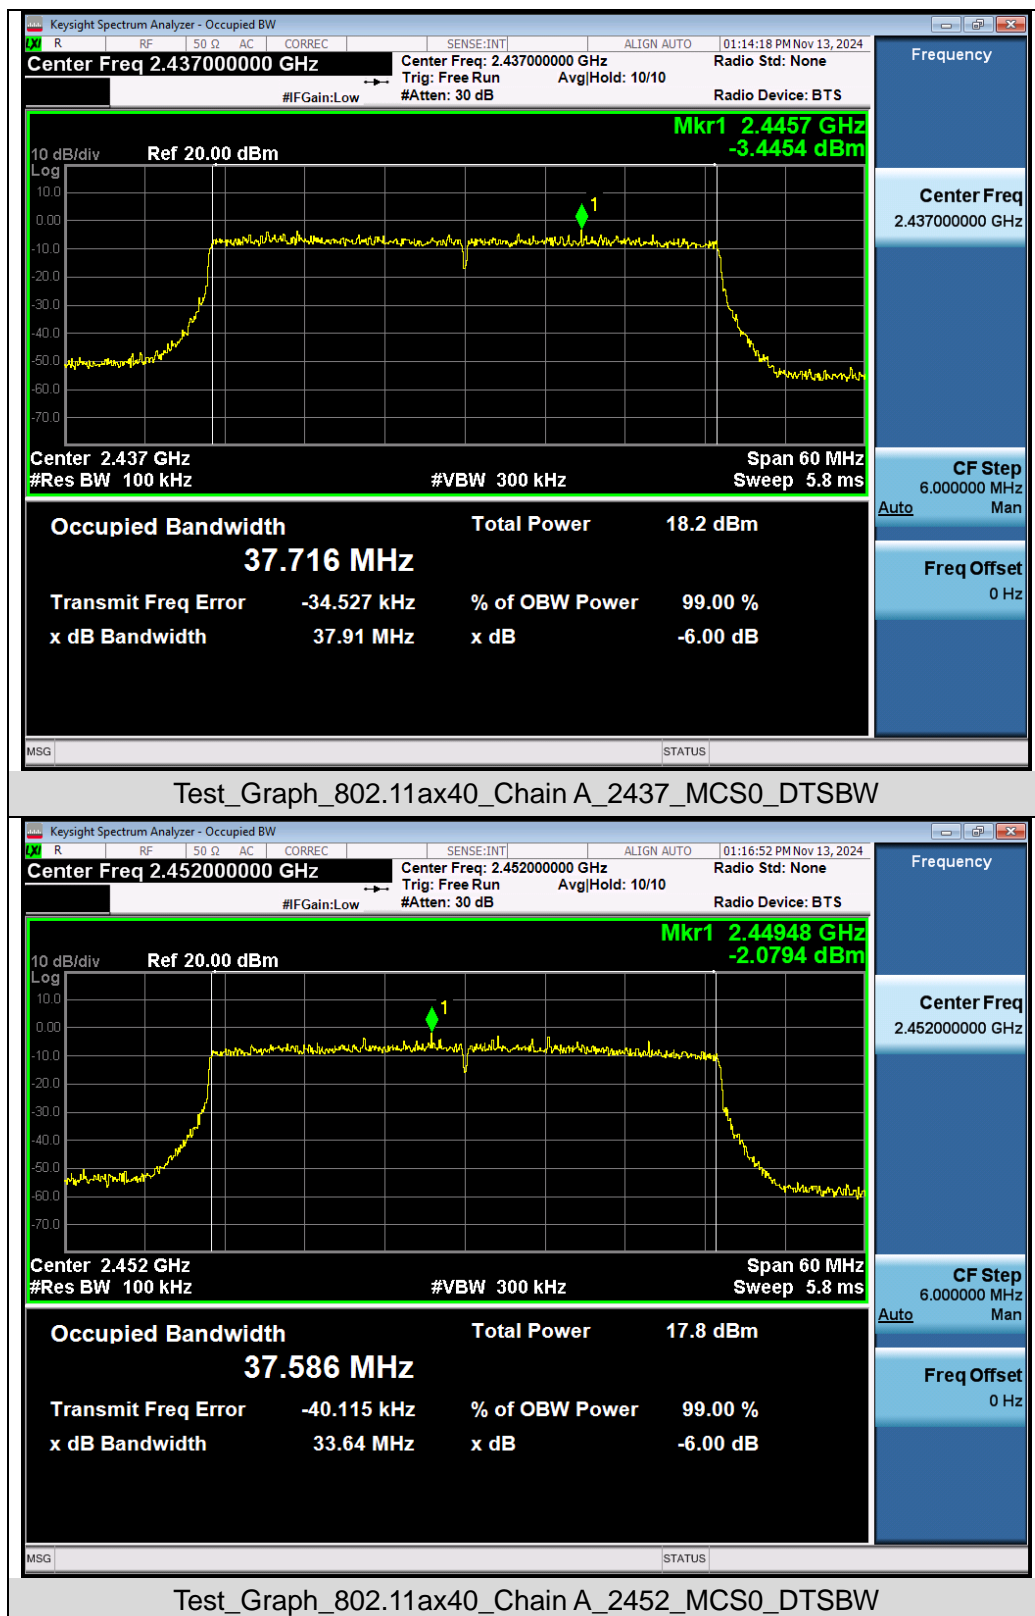 Keysight Spectrum Analyzer - Occupied BW
LXI R RF 50 Ω AC CORREC SENSE:INT ALIGN AUTO 01:14:18 PM Nov 13, 2024
Center Freq 2.437000000 GHz
Center Freq: 2.437000000 GHz
Radio Std: None
Trig: Free Run Avg|Hold: 10/10
#IFGain:Low #Atten: 30 dB Radio Device: BTS
Frequency
Mkr1 2.4457 GHz
-3.4454 dBm
10 dB/div Ref 20.00 dBm
Log
10.0
0.00
-10.0
-20.0
-30.0
-40.0
-50.0
-60.0
-70.0
1
Center Freq
2.437000000 GHz
Center 2.437 GHz Span 60 MHz
#Res BW 100 kHz #VBW 300 kHz Sweep 5.8 ms
CF Step
6.000000 MHz
Auto Man
Occupied Bandwidth Total Power 18.2 dBm
37.716 MHz
Freq Offset
0 Hz
Transmit Freq Error -34.527 kHz % of OBW Power 99.00 %
x dB Bandwidth 37.91 MHz x dB -6.00 dB
MSG STATUS
Test_Graph_802.11ax40_Chain A_2437_MCS0_DTSBW
Keysight Spectrum Analyzer - Occupied BW
LXI R RF 50 Ω AC CORREC SENSE:INT ALIGN AUTO 01:16:52 PM Nov 13, 2024
Center Freq 2.452000000 GHz
Center Freq: 2.452000000 GHz
Radio Std: None
Trig: Free Run Avg|Hold: 10/10
#IFGain:Low #Atten: 30 dB Radio Device: BTS
Frequency
Mkr1 2.44948 GHz
-2.0794 dBm
10 dB/div Ref 20.00 dBm
Log
10.0
0.00
-10.0
-20.0
-30.0
-40.0
-50.0
-60.0
-70.0
1
Center Freq
2.452000000 GHz
Center 2.452 GHz Span 60 MHz
#Res BW 100 kHz #VBW 300 kHz Sweep 5.8 ms
CF Step
6.000000 MHz
Auto Man
Occupied Bandwidth Total Power 17.8 dBm
37.586 MHz
Freq Offset
0 Hz
Transmit Freq Error -40.115 kHz % of OBW Power 99.00 %
x dB Bandwidth 33.64 MHz x dB -6.00 dB
MSG STATUS
Test_Graph_802.11ax40_Chain A_2452_MCS0_DTSBW